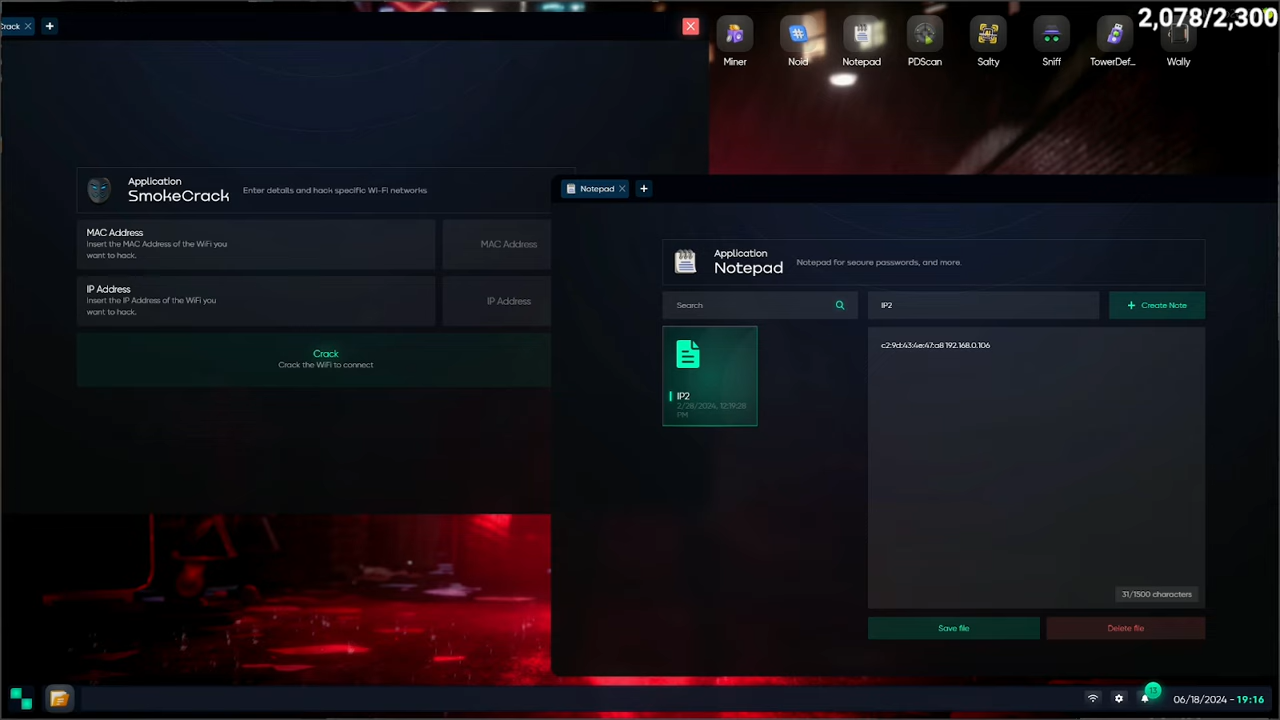 Crack
2,078/2,300
Miner
Noid
Notepad
PDScan
Salty
Sniff
TowerDef...
Wally
Application
SmokeCrack
Enter details and hack specific Wi-Fi networks
MAC Address
Insert the MAC Address of the WiFi you
want to hack.
MAC Address
IP Address
Insert the IP Address of the WiFi you
want to hack.
IP Address
Crack
Crack the WiFi to connect
Notepad
Application
Notepad
Notepad for secure passwords, and more.
Search
IP2
Create Note
IP2
2/28/2024, 12:19:28
PM
c2:9d:43:4e:47:a8 192.168.0.106
31/1500 characters
Save file
Delete file
13
06/18/2024 - 19:16